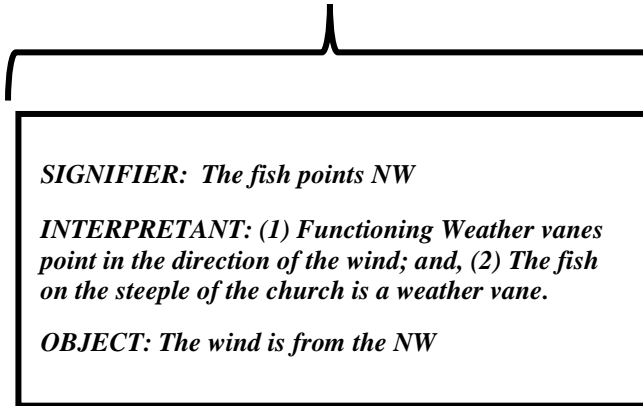 SIGNIFIER: The fish points NW
INTERPRETANT: (1) Functioning Weather vanes
point in the direction of the wind; and, (2) The fish
on the steeple of the church is a weather vane.
OBJECT: The wind is from the NW